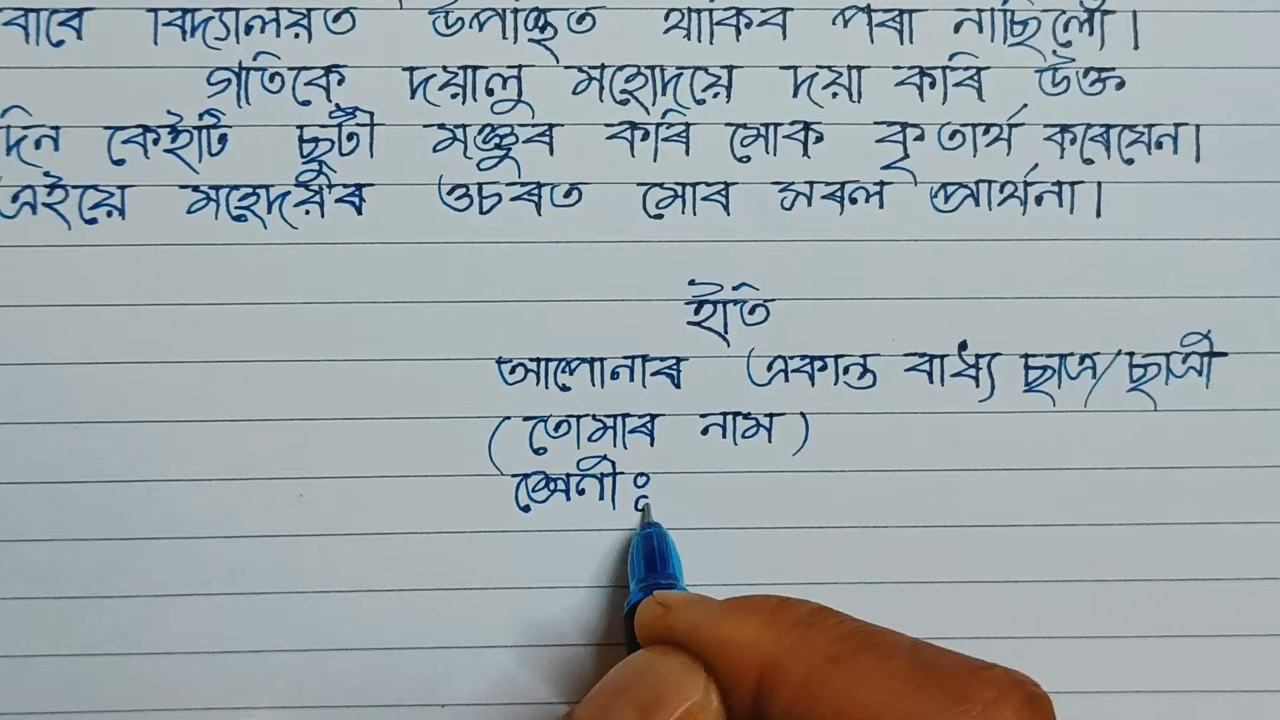 বাবে বিদ্যালয়ত উপস্থিত থাকিব পৰা নাছিলোঁ।
গতিকে দয়ালু মহোদয়ে দয়া কৰি উক্ত
দিন কেইটি ছুটী মঞ্জুৰ কৰি মোক কৃতাৰ্থ কৰেযেন।
এইয়ে মহোদয়ৰ ওচৰত মোৰ সৰল প্ৰাৰ্থনা।
ইতি
আপোনাৰ একান্ত বাধ্য ছাত্ৰ/ছাত্ৰী
(তোমাৰ নাম)
শ্ৰেণী ঃ